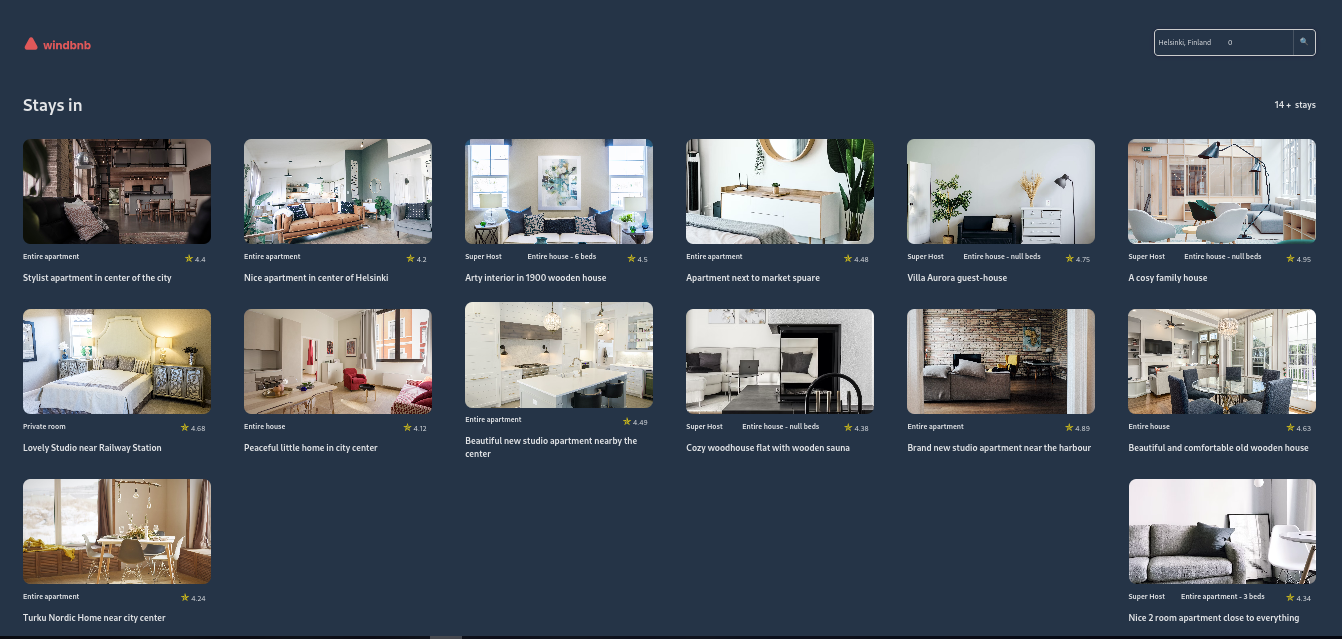 windbnb
Helsinki, Finland 0
Stays in
14 + stays
Entire apartment 4.4
Stylist apartment in center of the city
Entire apartment 4.2
Nice apartment in center of Helsinki
Super Host Entire house - 6 beds 4.5
Arty interior in 1900 wooden house
Entire apartment 4.48
Apartment next to market spuare
Super Host Entire house - null beds 4.75
Villa Aurora guest-house
Super Host Entire house - null beds 4.95
A cosy family house
Private room 4.68
Lovely Studio near Railway Station
Entire house 4.12
Peaceful little home in city center
Entire apartment 4.49
Beautiful new studio apartment nearby the
center
Super Host Entire house - null beds 4.38
Cozy woodhouse flat with wooden sauna
Entire apartment 4.89
Brand new studio apartment near the harbour
Entire house 4.63
Beautiful and comfortable old wooden house
Entire apartment 4.24
Turku Nordic Home near city center
Super Host Entire apartment - 3 beds 4.34
Nice 2 room apartment close to everything